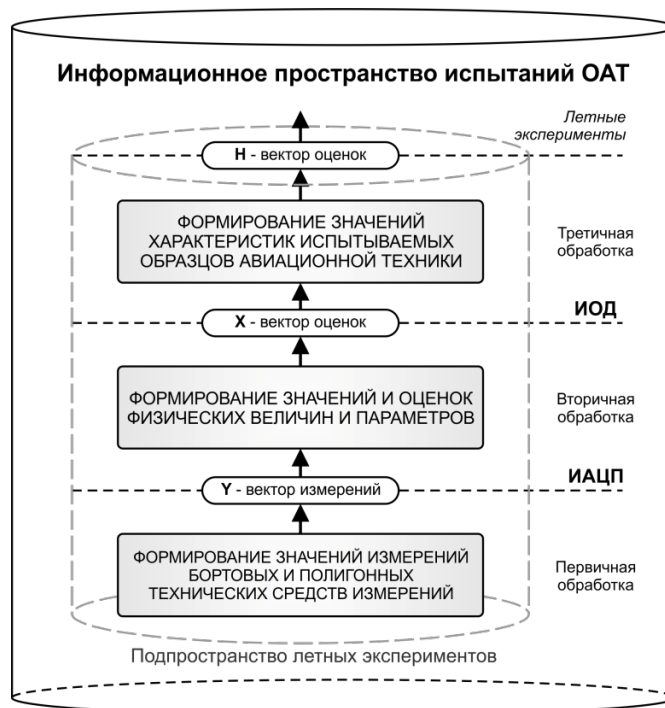 Информационное пространство испытаний ОАТ
Летные
эксперименты
H - вектор оценок
ФОРМИРОВАНИЕ ЗНАЧЕНИЙ
ХАРАКТЕРИСТИК ИСПЫТЫВАЕМЫХ
ОБРАЗЦОВ АВИАЦИОННОЙ ТЕХНИКИ
Третичная
обработка
ИОД
X - вектор оценок
ФОРМИРОВАНИЕ ЗНАЧЕНИЙ И ОЦЕНОК
ФИЗИЧЕСКИХ ВЕЛИЧИН И ПАРАМЕТРОВ
Вторичная
обработка
ИАЦП
Y - вектор измерений
ФОРМИРОВАНИЕ ЗНАЧЕНИЙ ИЗМЕРЕНИЙ
БОРТОВЫХ И ПОЛИГОННЫХ
ТЕХНИЧЕСКИХ СРЕДСТВ ИЗМЕРЕНИЙ
Первичная
обработка
Подпространство летных экспериментов